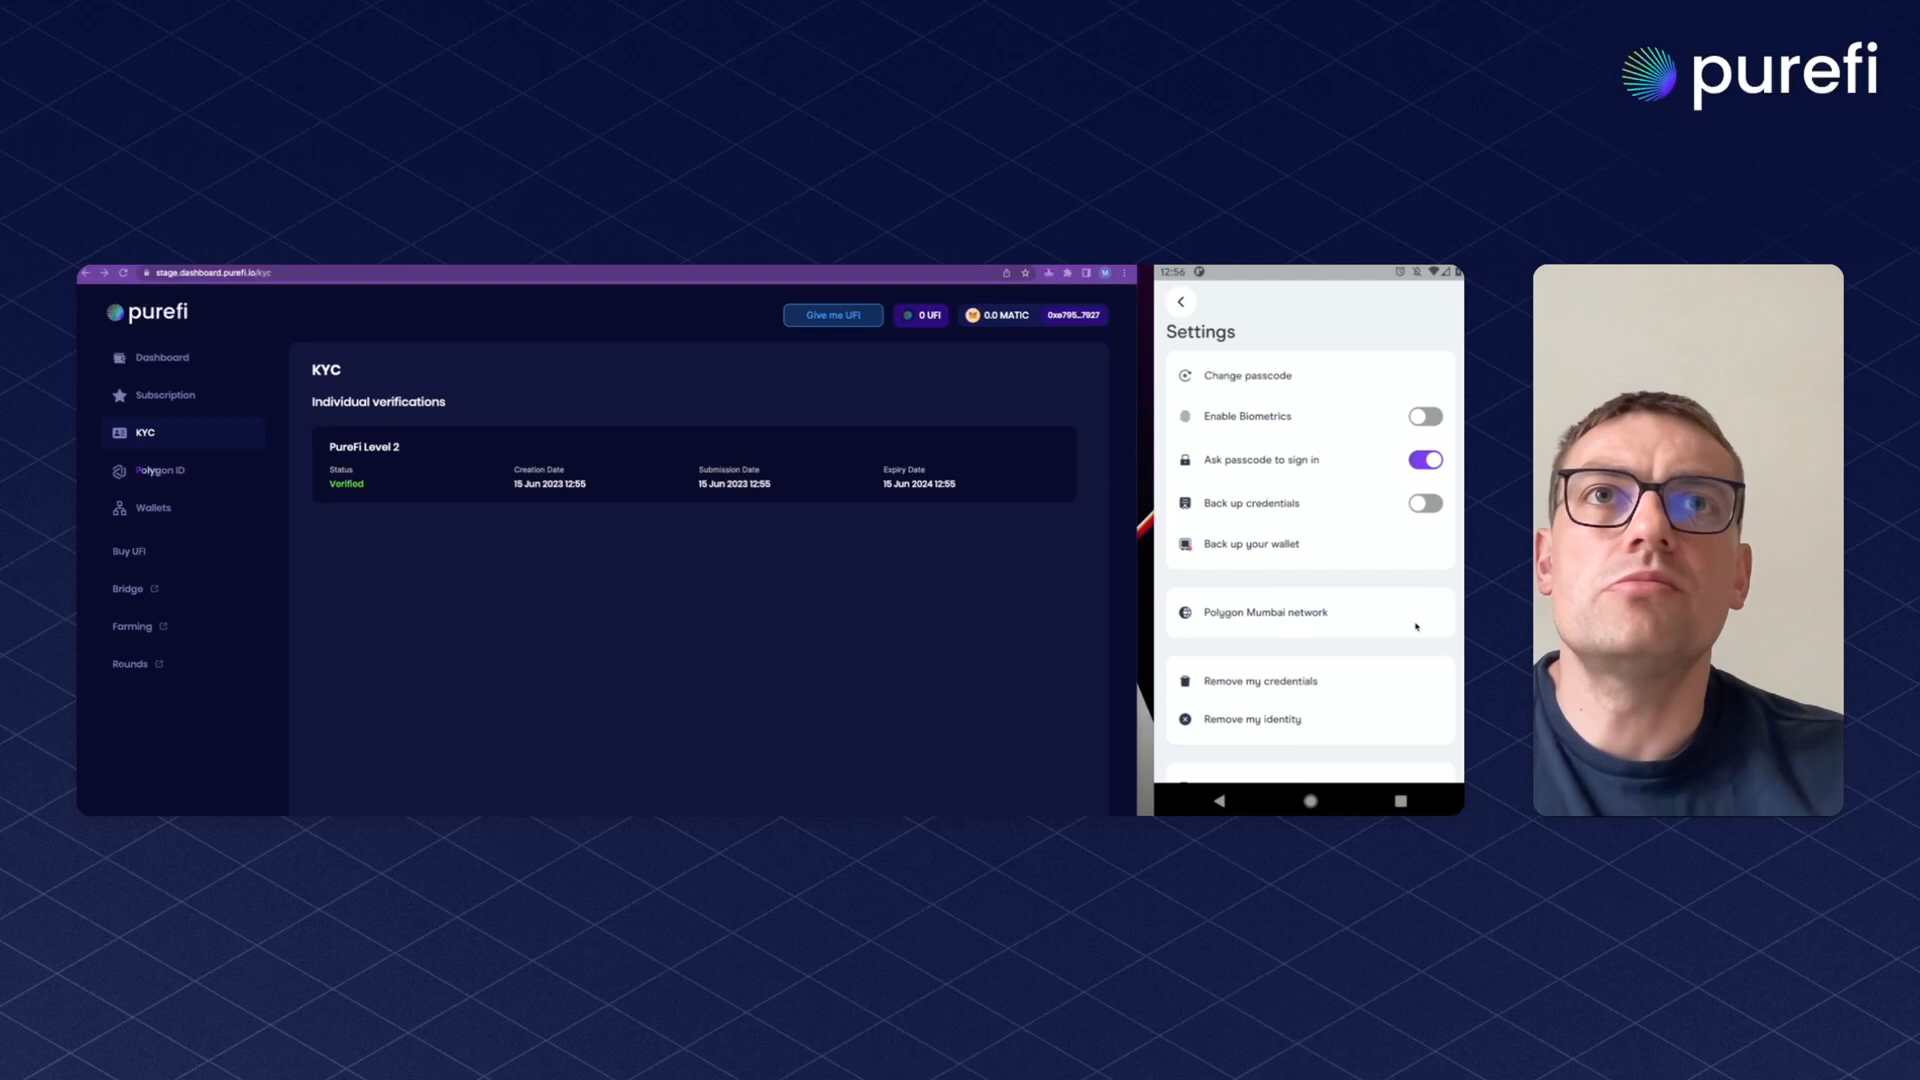 purefi
stage.dashboard.purefi.io/kyc
M
purefi
Give me UFI
0 UFI
0.0 MATIC
0xe795...7927
Dashboard
Subscription
KYC
Polygon ID
Wallets
Buy UFI
Bridge
Farming
Rounds
KYC
Individual verifications
PureFi Level 2
Status
Creation Date
Submission Date
Expiry Date
Verified
15 Jun 2023 12:55
15 Jun 2023 12:55
15 Jun 2024 12:55
12:56
Settings
Change passcode
Enable Biometrics
Ask passcode to sign in
Back up credentials
Back up your wallet
Polygon Mumbai network
Remove my credentials
Remove my identity